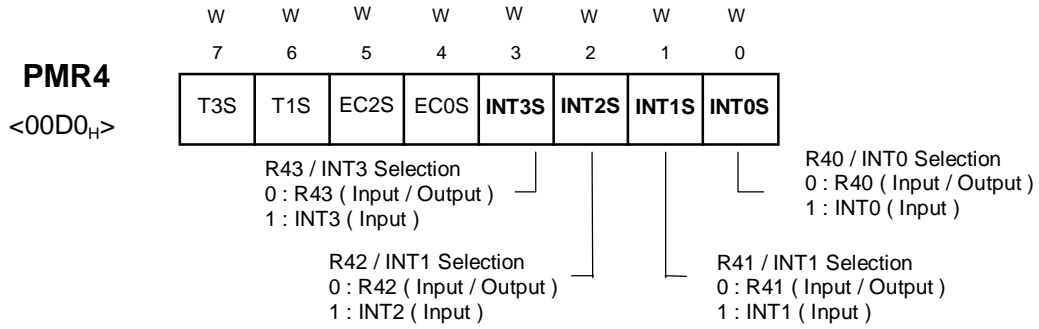 W W W W W W W W
7 6 5 4 3 2 1 0
PMR4
<00D0H>
T3S T1S EC2S EC0S INT3S INT2S INT1S INT0S
R43 / INT3 Selection
0 : R43 ( Input / Output )
1 : INT3 ( Input )
R40 / INT0 Selection
0 : R40 ( Input / Output )
1 : INT0 ( Input )
R42 / INT1 Selection
0 : R42 ( Input / Output )
1 : INT2 ( Input )
R41 / INT1 Selection
0 : R41 ( Input / Output )
1 : INT1 ( Input )